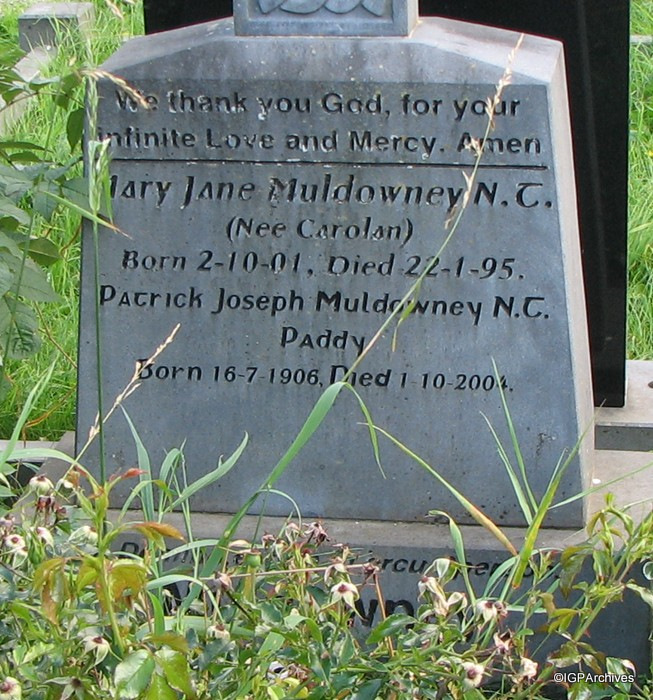 We thank you God, for your
infinite Love and Mercy. Amen
Mary Jane Muldowney N.T.
(Nee Carolan)
Born 2-10-01, Died 22-1-95.
Patrick Joseph Muldowney N.T.
Paddy
Born 16-7-1906, Died 1-10-2004.
©IGPArchives